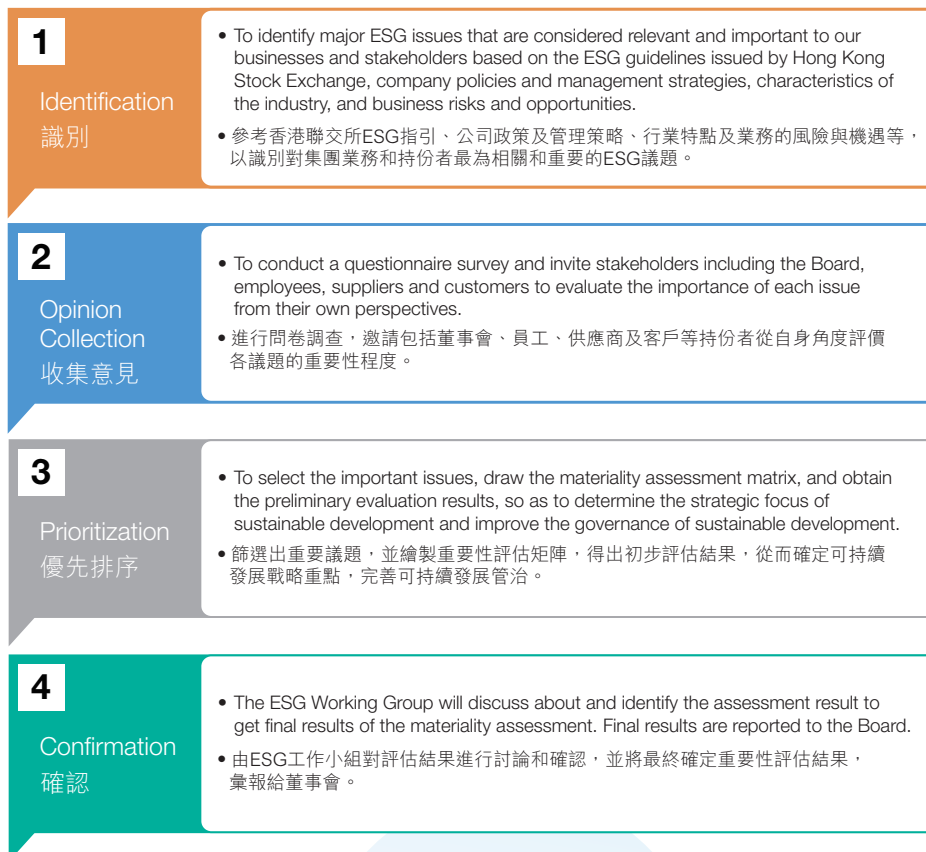 1
Identification
識別
• To identify major ESG issues that are considered relevant and important to our
businesses and stakeholders based on the ESG guidelines issued by Hong Kong
Stock Exchange, company policies and management strategies, characteristics of
the industry, and business risks and opportunities.
• 參考香港聯交所ESG指引、公司政策及管理策略、行業特點及業務的風險與機遇等，
以識別對集團業務和持份者最為相關和重要的ESG議題。
2
Opinion
Collection
收集意見
• To conduct a questionnaire survey and invite stakeholders including the Board,
employees, suppliers and customers to evaluate the importance of each issue
from their own perspectives.
• 進行問卷調查，邀請包括董事會、員工、供應商及客戶等持份者從自身角度評價
各議題的重要性程度。
3
Prioritization
優先排序
• To select the important issues, draw the materiality assessment matrix, and obtain
the preliminary evaluation results, so as to determine the strategic focus of
sustainable development and improve the governance of sustainable development.
• 篩選出重要議題，並繪製重要性評估矩陣，得出初步評估結果，從而確定可持續
發展戰略重點，完善可持續發展管治。
4
Confirmation
確認
• The ESG Working Group will discuss about and identify the assessment result to
get final results of the materiality assessment. Final results are reported to the Board.
• 由ESG工作小組對評估結果進行討論和確認，並將最終確定重要性評估結果，
彙報給董事會。